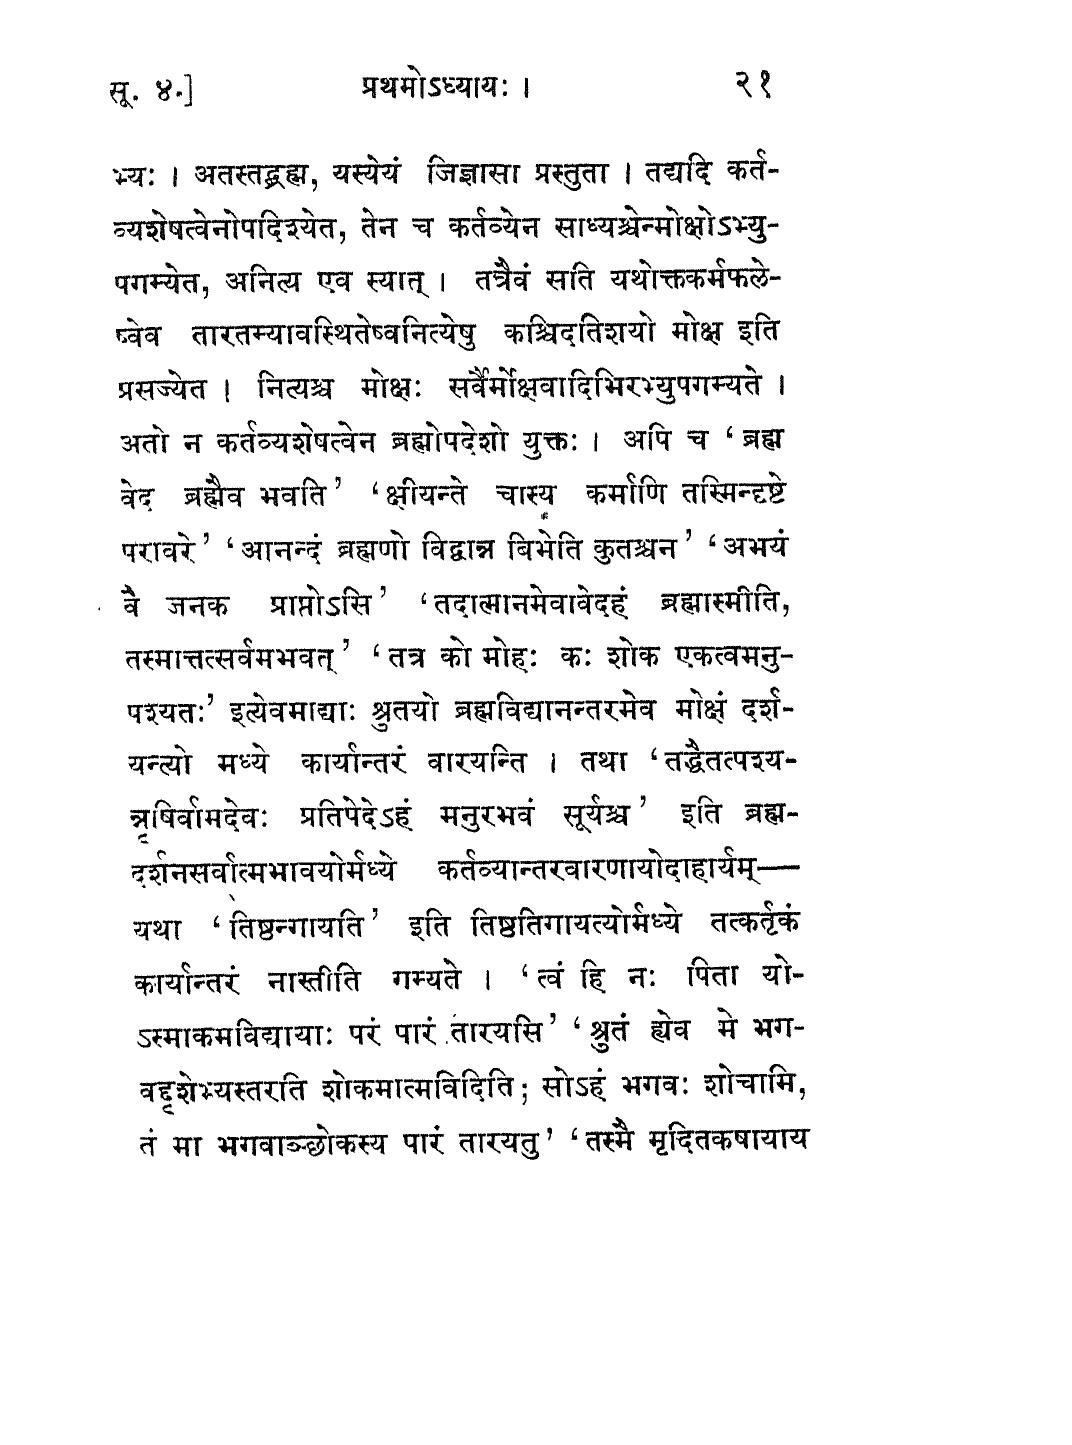 सू. ४.] प्रथमोऽध्यायः । २१
भ्यः । अतस्तद्ब्रह्म, यस्येयं जिज्ञासा प्रस्तुता । तद्यदि कर्त-
व्यशेषत्वेनोपदिश्येत, तेन च कर्तव्येन साध्यश्चेन्मोक्षोऽभ्यु-
पगम्येत, अनित्य एव स्यात् । तत्रैवं सति यथोक्तकर्मफले-
ष्वेव तारतम्यावस्थितेष्वनित्येषु कश्चिदतिशयो मोक्ष इति
प्रसज्येत । नित्यश्च मोक्षः सर्वैर्मोक्षवादिभिरभ्युपगम्यते ।
अतो न कर्तव्यशेषत्वेन ब्रह्मोपदेशो युक्तः । अपि च ‘ ब्रह्म
वेद ब्रह्मैव भवति ’ ‘ क्षीयन्ते चास्य कर्माणि तस्मिन्दृष्टे
परावरे ’ ‘ आनन्दं ब्रह्मणो विद्वान्न बिभेति कुतश्चन ’ ‘ अभयं
वै जनक प्राप्तोऽसि ’ ‘ तदात्मानमेवावेदहं ब्रह्मास्मीति,
तस्मात्तत्सर्वमभवत् ’ ‘ तत्र को मोहः कः शोक एकत्वमनु-
पश्यतः ’ इत्येवमाद्याः श्रुतयो ब्रह्मविद्यानन्तरमेव मोक्षं दर्श-
यन्त्यो मध्ये कार्यान्तरं वारयन्ति । तथा ‘ तद्धैतत्पश्य-
न्नृषिर्वामदेवः प्रतिपेदेऽहं मनुरभवं सूर्यश्च ’ इति ब्रह्म-
दर्शनसर्वात्मभावयोर्मध्ये कर्तव्यान्तरवारणायोदाहार्यम्—
यथा ‘ तिष्ठन्गायति ’ इति तिष्ठतिगायत्योर्मध्ये तत्कर्तृकं
कार्यान्तरं नास्तीति गम्यते । ‘ त्वं हि नः पिता यो-
ऽस्माकमविद्यायाः परं पारं तारयसि ’ ‘ श्रुतं ह्येव मे भग-
वद्दृशेभ्यस्तरति शोकमात्मविदिति; सोऽहं भगवः शोचामि,
तं मा भगवाञ्छोकस्य पारं तारयतु ’ ‘ तस्मै मृदितकषायाय